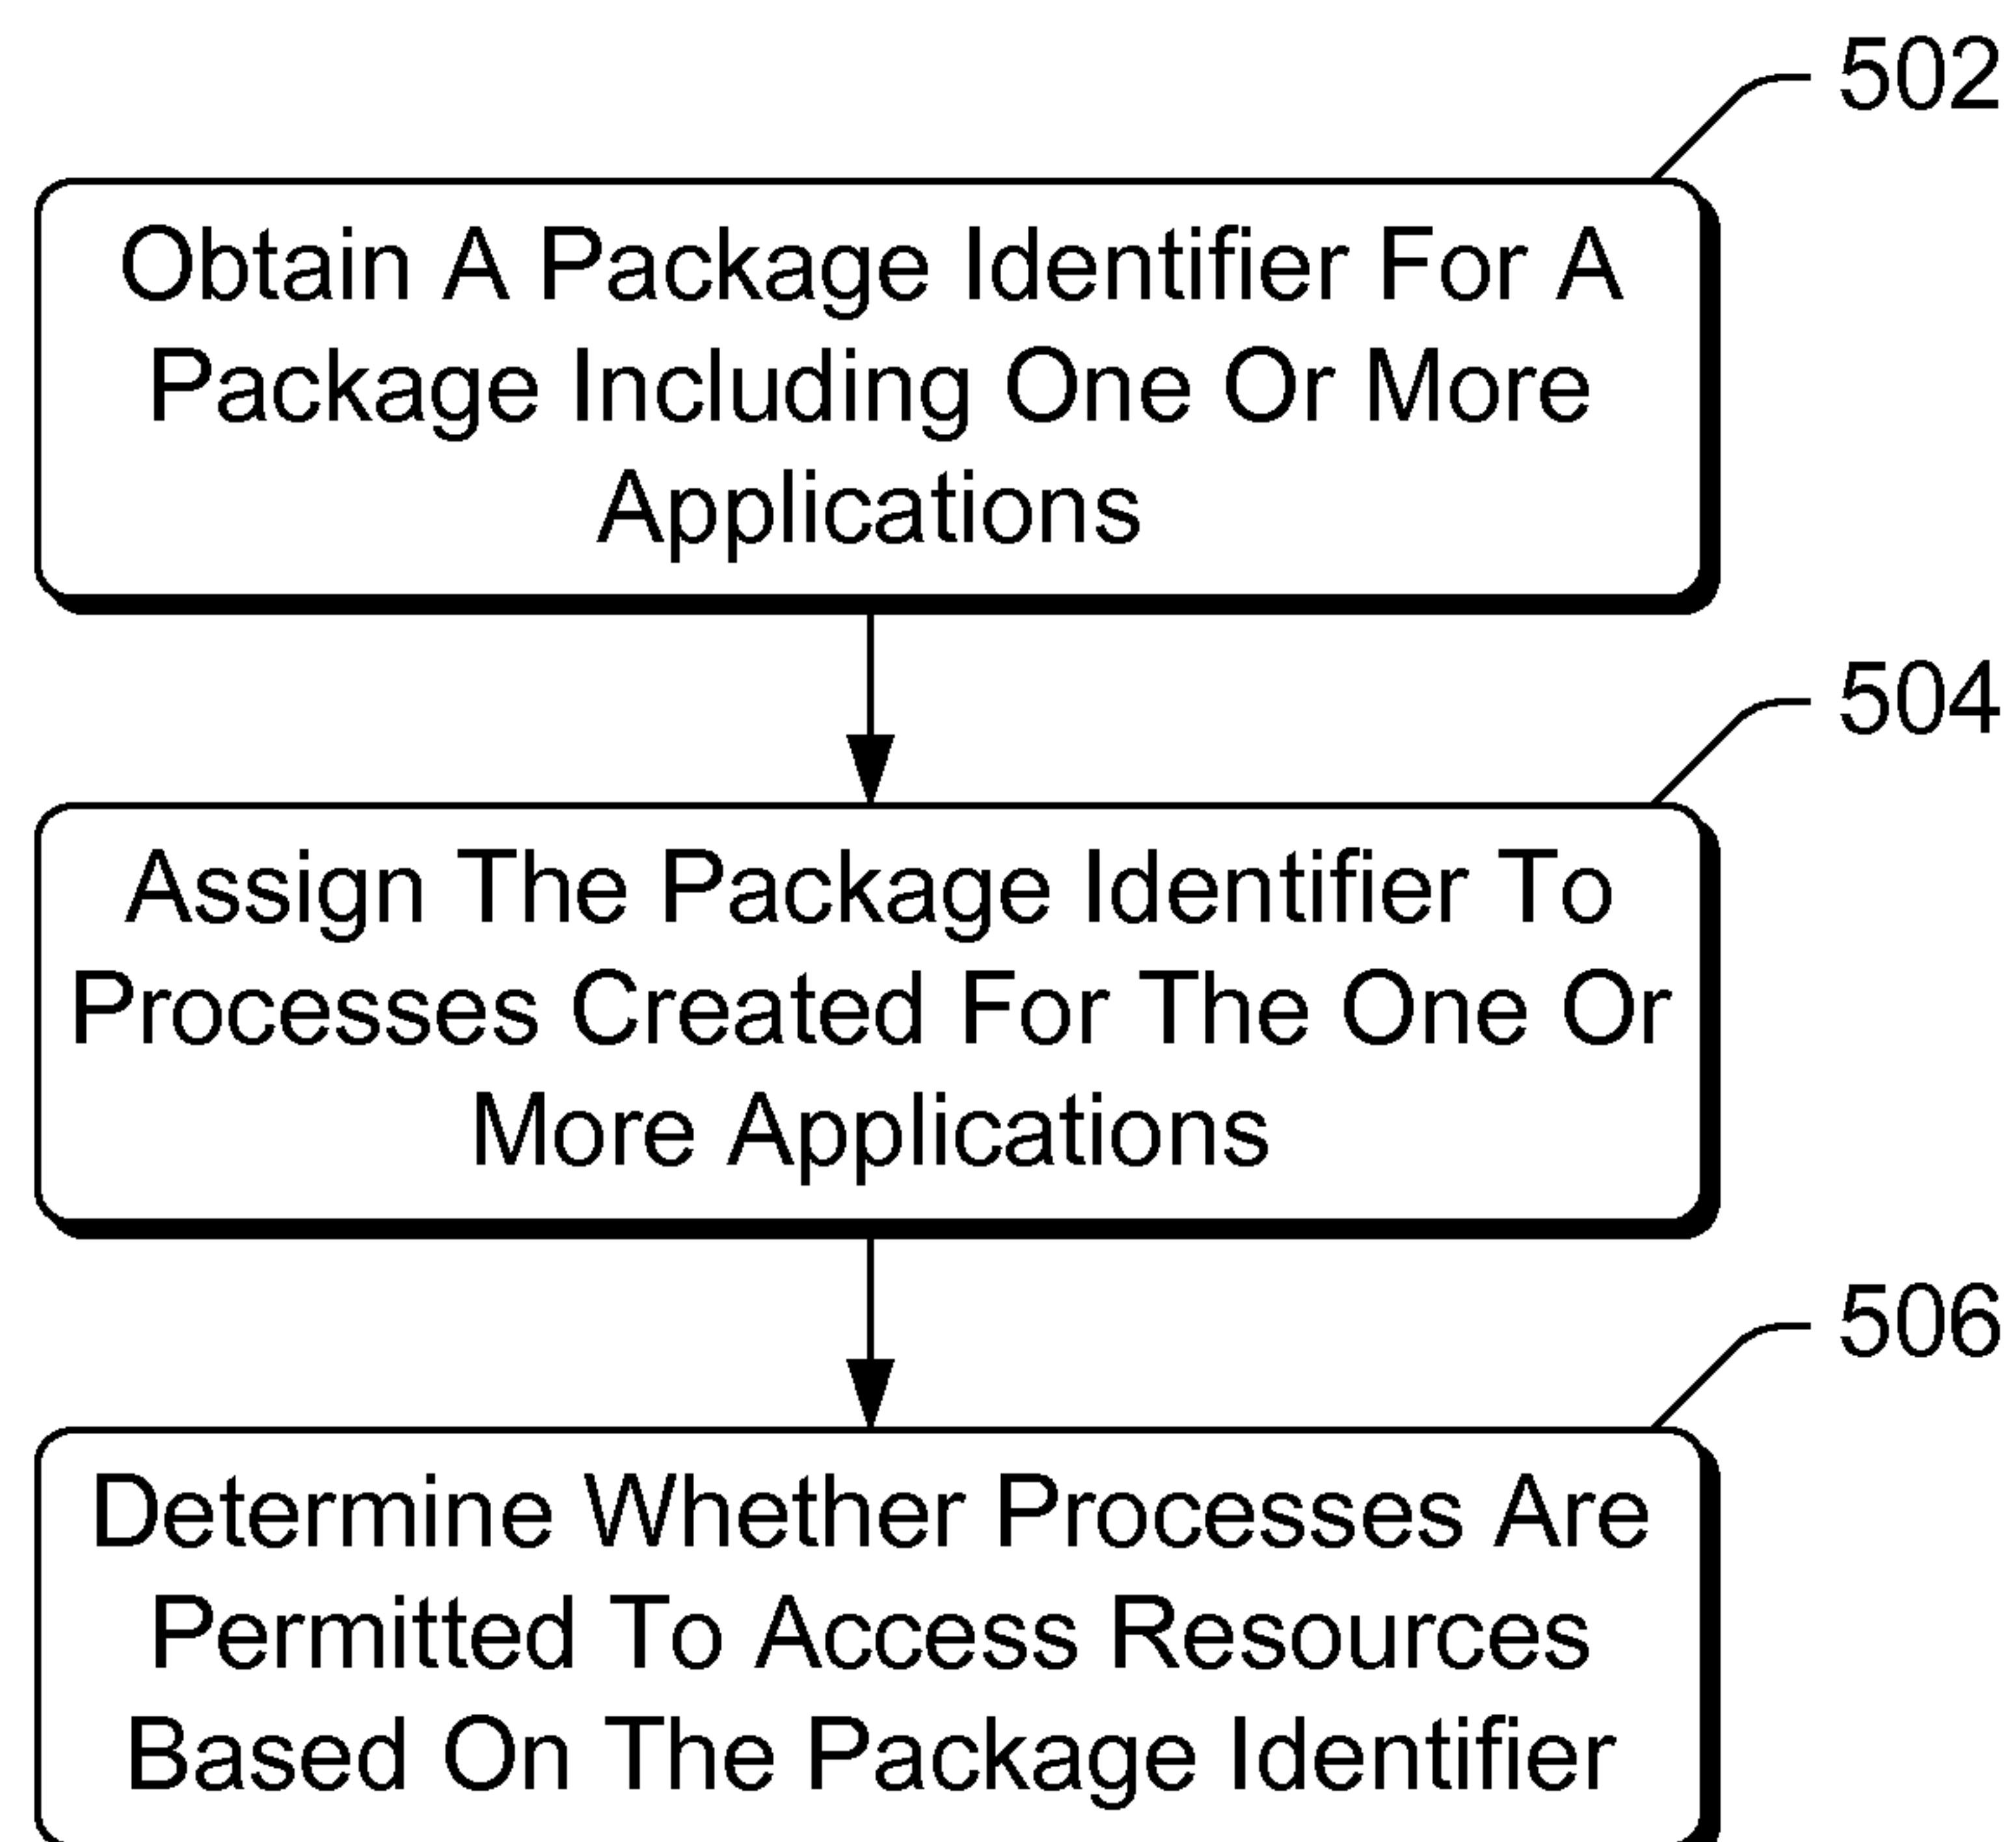 502
Obtain A Package Identifier For A
Package Including One Or More
Applications
504
Assign The Package Identifier To
Processes Created For The One Or
More Applications
506
Determine Whether Processes Are
Permitted To Access Resources
Based On The Package Identifier